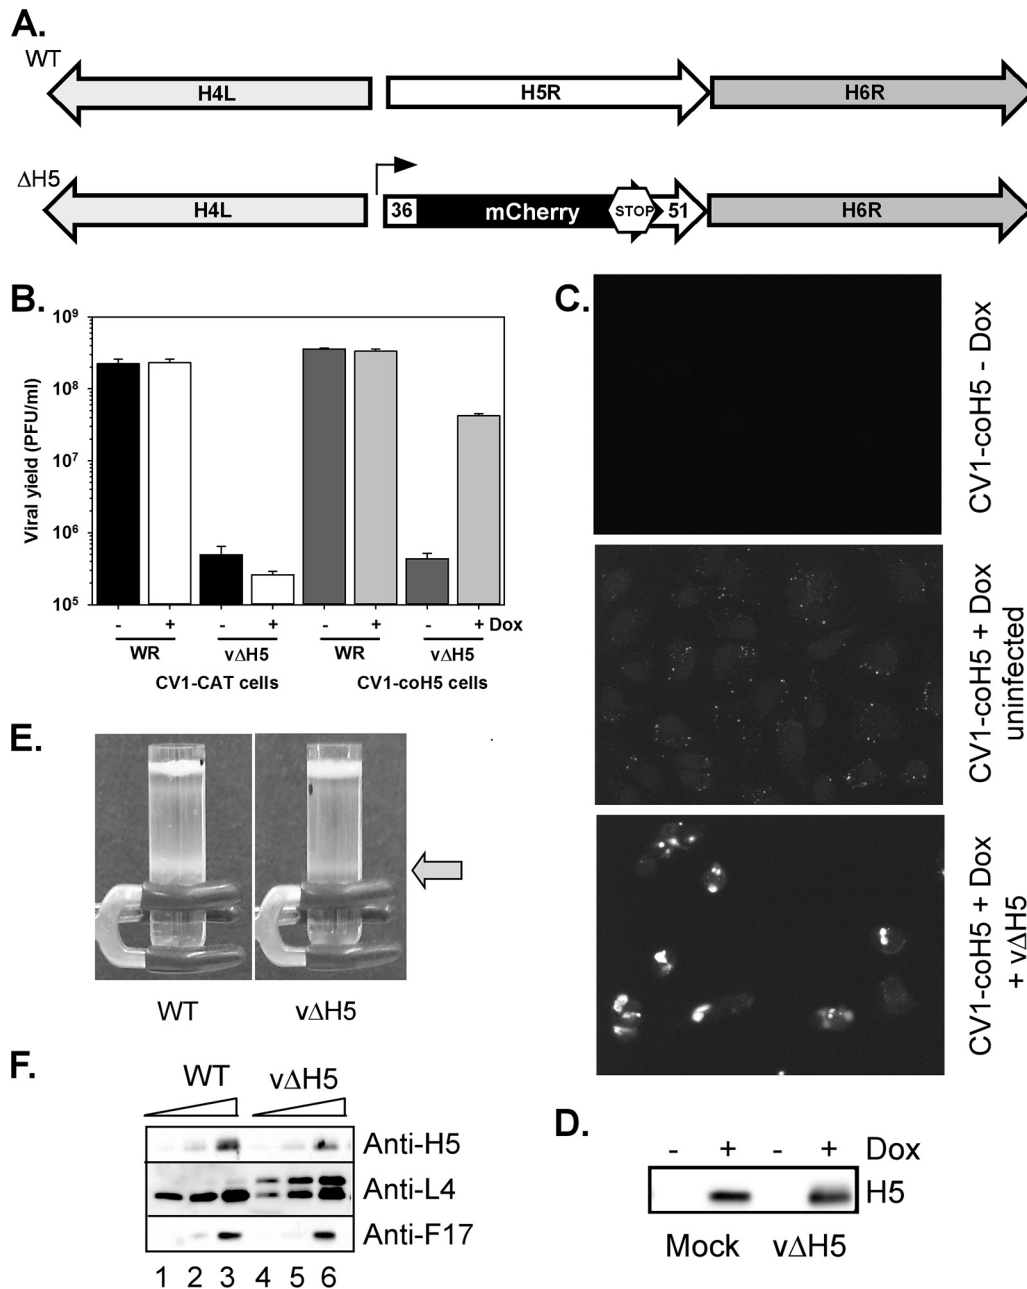 A.
WT
H4L H5R H6R
ΔH5
H4L 36 mCherry STOP 51 H6R
B.
Viral yield (PFU/ml)
10⁹
10⁸
10⁷
10⁶
10⁵
- + - + - + - + Dox
WR vΔH5 WR vΔH5
CV1-CAT cells CV1-coH5 cells
C.
CV1-coH5 - Dox
CV1-coH5 + Dox
uninfected
CV1-coH5 + Dox
+ vΔH5
E.
WT vΔH5
F.
WT vΔH5
Anti-H5
Anti-L4
Anti-F17
1 2 3 4 5 6
D.
- + - + Dox
H5
Mock vΔH5